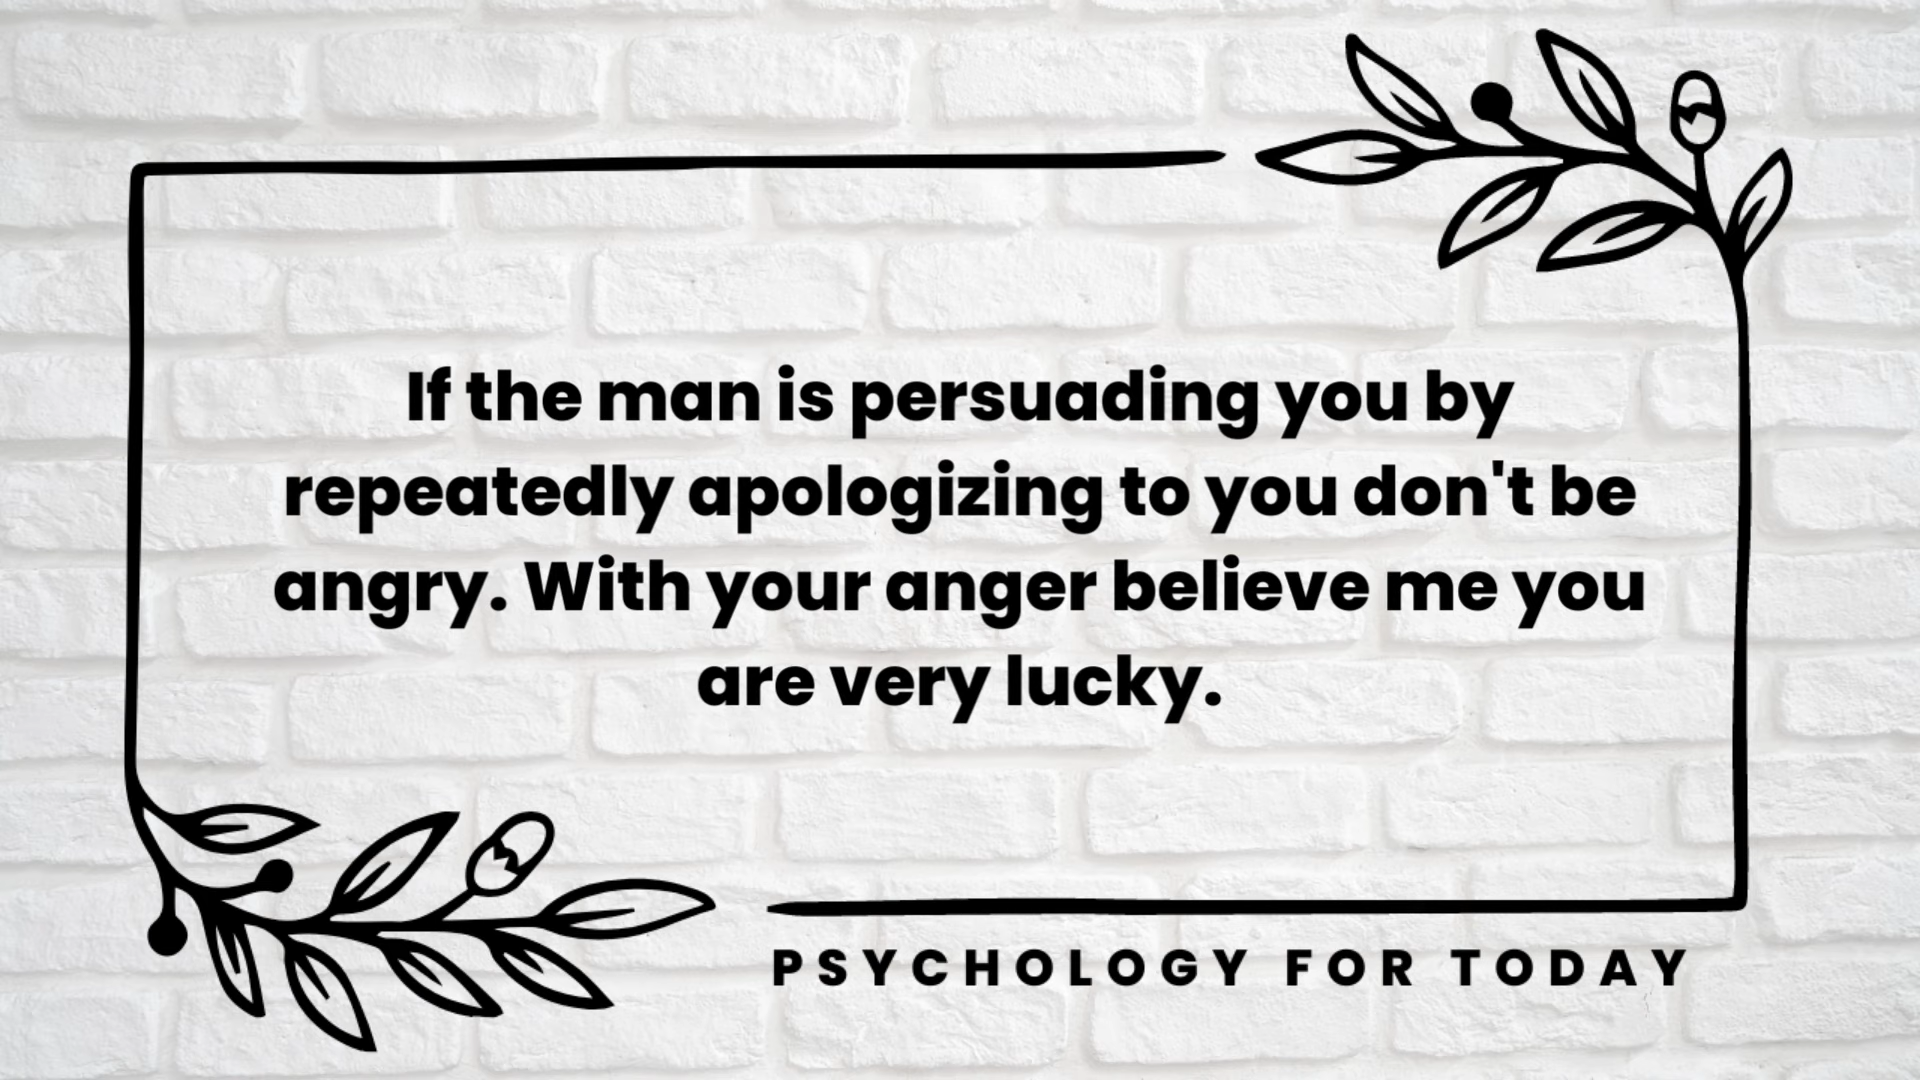 If the man is persuading you by
repeatedly apologizing to you don't be
angry. With your anger believe me you
are very lucky.
PSYCHOLOGY FOR TODAY